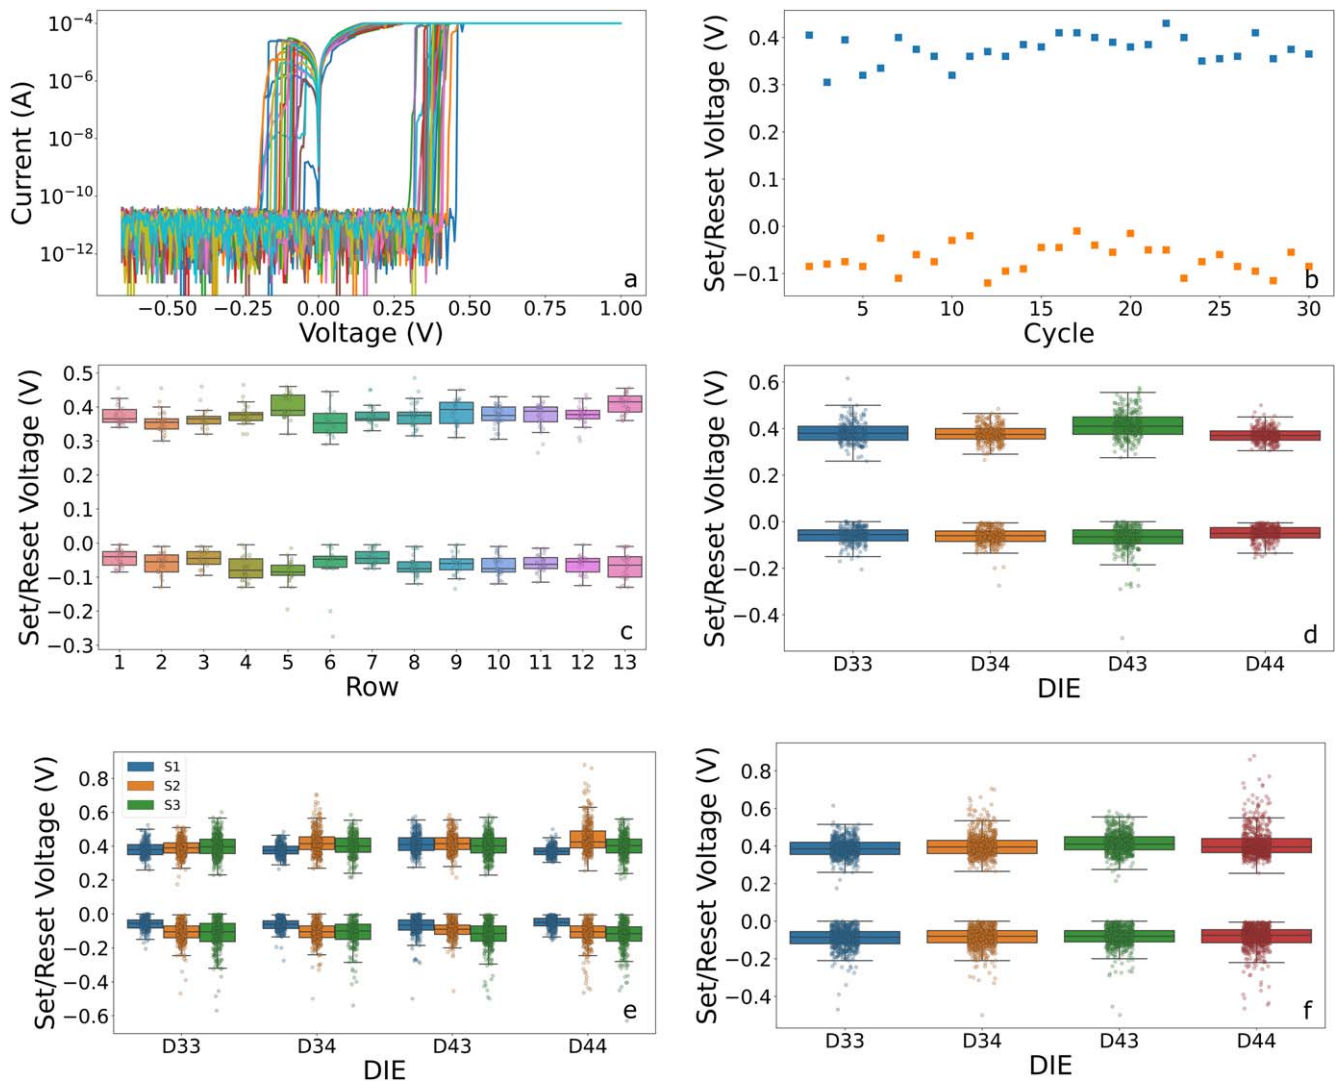 10⁻⁴
10⁻⁶
10⁻⁸
10⁻¹⁰
10⁻¹²
Current (A)
−0.50 −0.25 0.00 0.25 0.50 0.75 1.00
Voltage (V)
a
0.4
0.3
0.2
0.1
0.0
−0.1
Set/Reset Voltage (V)
5 10 15 20 25 30
Cycle
b
0.5
0.4
0.3
0.2
0.1
0.0
−0.1
−0.2
−0.3
Set/Reset Voltage (V)
1 2 3 4 5 6 7 8 9 10 11 12 13
Row
c
0.6
0.4
0.2
0.0
−0.2
−0.4
Set/Reset Voltage (V)
D33 D34 D43 D44
DIE
d
S1
S2
S3
0.8
0.6
0.4
0.2
0.0
−0.2
−0.4
−0.6
Set/Reset Voltage (V)
D33 D34 D43 D44
DIE
e
0.8
0.6
0.4
0.2
0.0
−0.2
−0.4
Set/Reset Voltage (V)
D33 D34 D43 D44
DIE
f